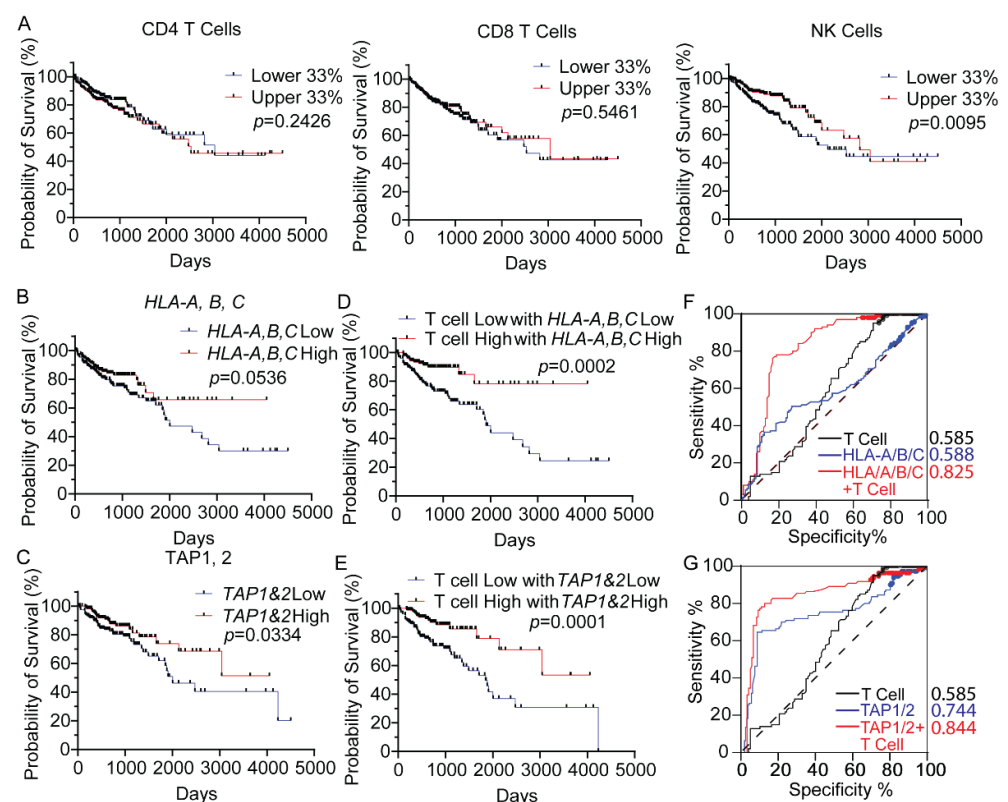 A
CD4 T Cells
Probability of Survival (%)
100
80
60
40
20
0
Lower 33%
Upper 33%
p=0.2426
0 1000 2000 3000 4000 5000
Days
CD8 T Cells
Probability of Survival (%)
100
80
60
40
20
0
Lower 33%
Upper 33%
p=0.5461
0 1000 2000 3000 4000 5000
Days
NK Cells
Probability of Survival (%)
100
80
60
40
20
0
Lower 33%
Upper 33%
p=0.0095
0 1000 2000 3000 4000 5000
Days
B
HLA-A, B, C
Probability of Survival (%)
100
80
60
40
20
0
HLA-A,B,C Low
HLA-A,B,C High
p=0.0536
0 1000 2000 3000 4000 5000
Days
D
Probability of Survival (%)
100
80
60
40
20
0
T cell Low with HLA-A,B,C Low
T cell High with HLA-A,B,C High
p=0.0002
0 1000 2000 3000 4000 5000
Days
F
Sensitivity %
100
80
60
40
20
0
T Cell 0.585
HLA-A/B/C 0.588
HLA/A/B/C 0.825
+T Cell
0 20 40 60 80 100
Specificity%
C
TAP1, 2
Probability of Survival (%)
100
80
60
40
20
0
TAP1&2Low
TAP1&2High
p=0.0334
0 1000 2000 3000 4000 5000
Days
E
Probability of Survival (%)
100
80
60
40
20
0
T cell Low with TAP1&2Low
T cell High with TAP1&2High
p=0.0001
0 1000 2000 3000 4000 5000
Days
G
Sensitivity %
100
80
60
40
20
0
T Cell 0.585
TAP1/2 0.744
TAP1/2+ 0.844
T Cell
0 20 40 60 80 100
Specificity %